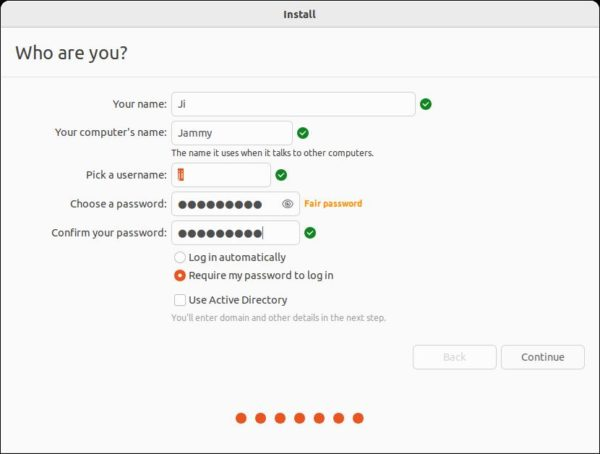 Install
Who are you?
Your name: Ji
Your computer's name: Jammy
The name it uses when it talks to other computers.
Pick a username: ji
Choose a password: ●●●●●●●●● Fair password
Confirm your password: ●●●●●●●●●
Log in automatically
Require my password to log in
Use Active Directory
You'll enter domain and other details in the next step.
Back Continue